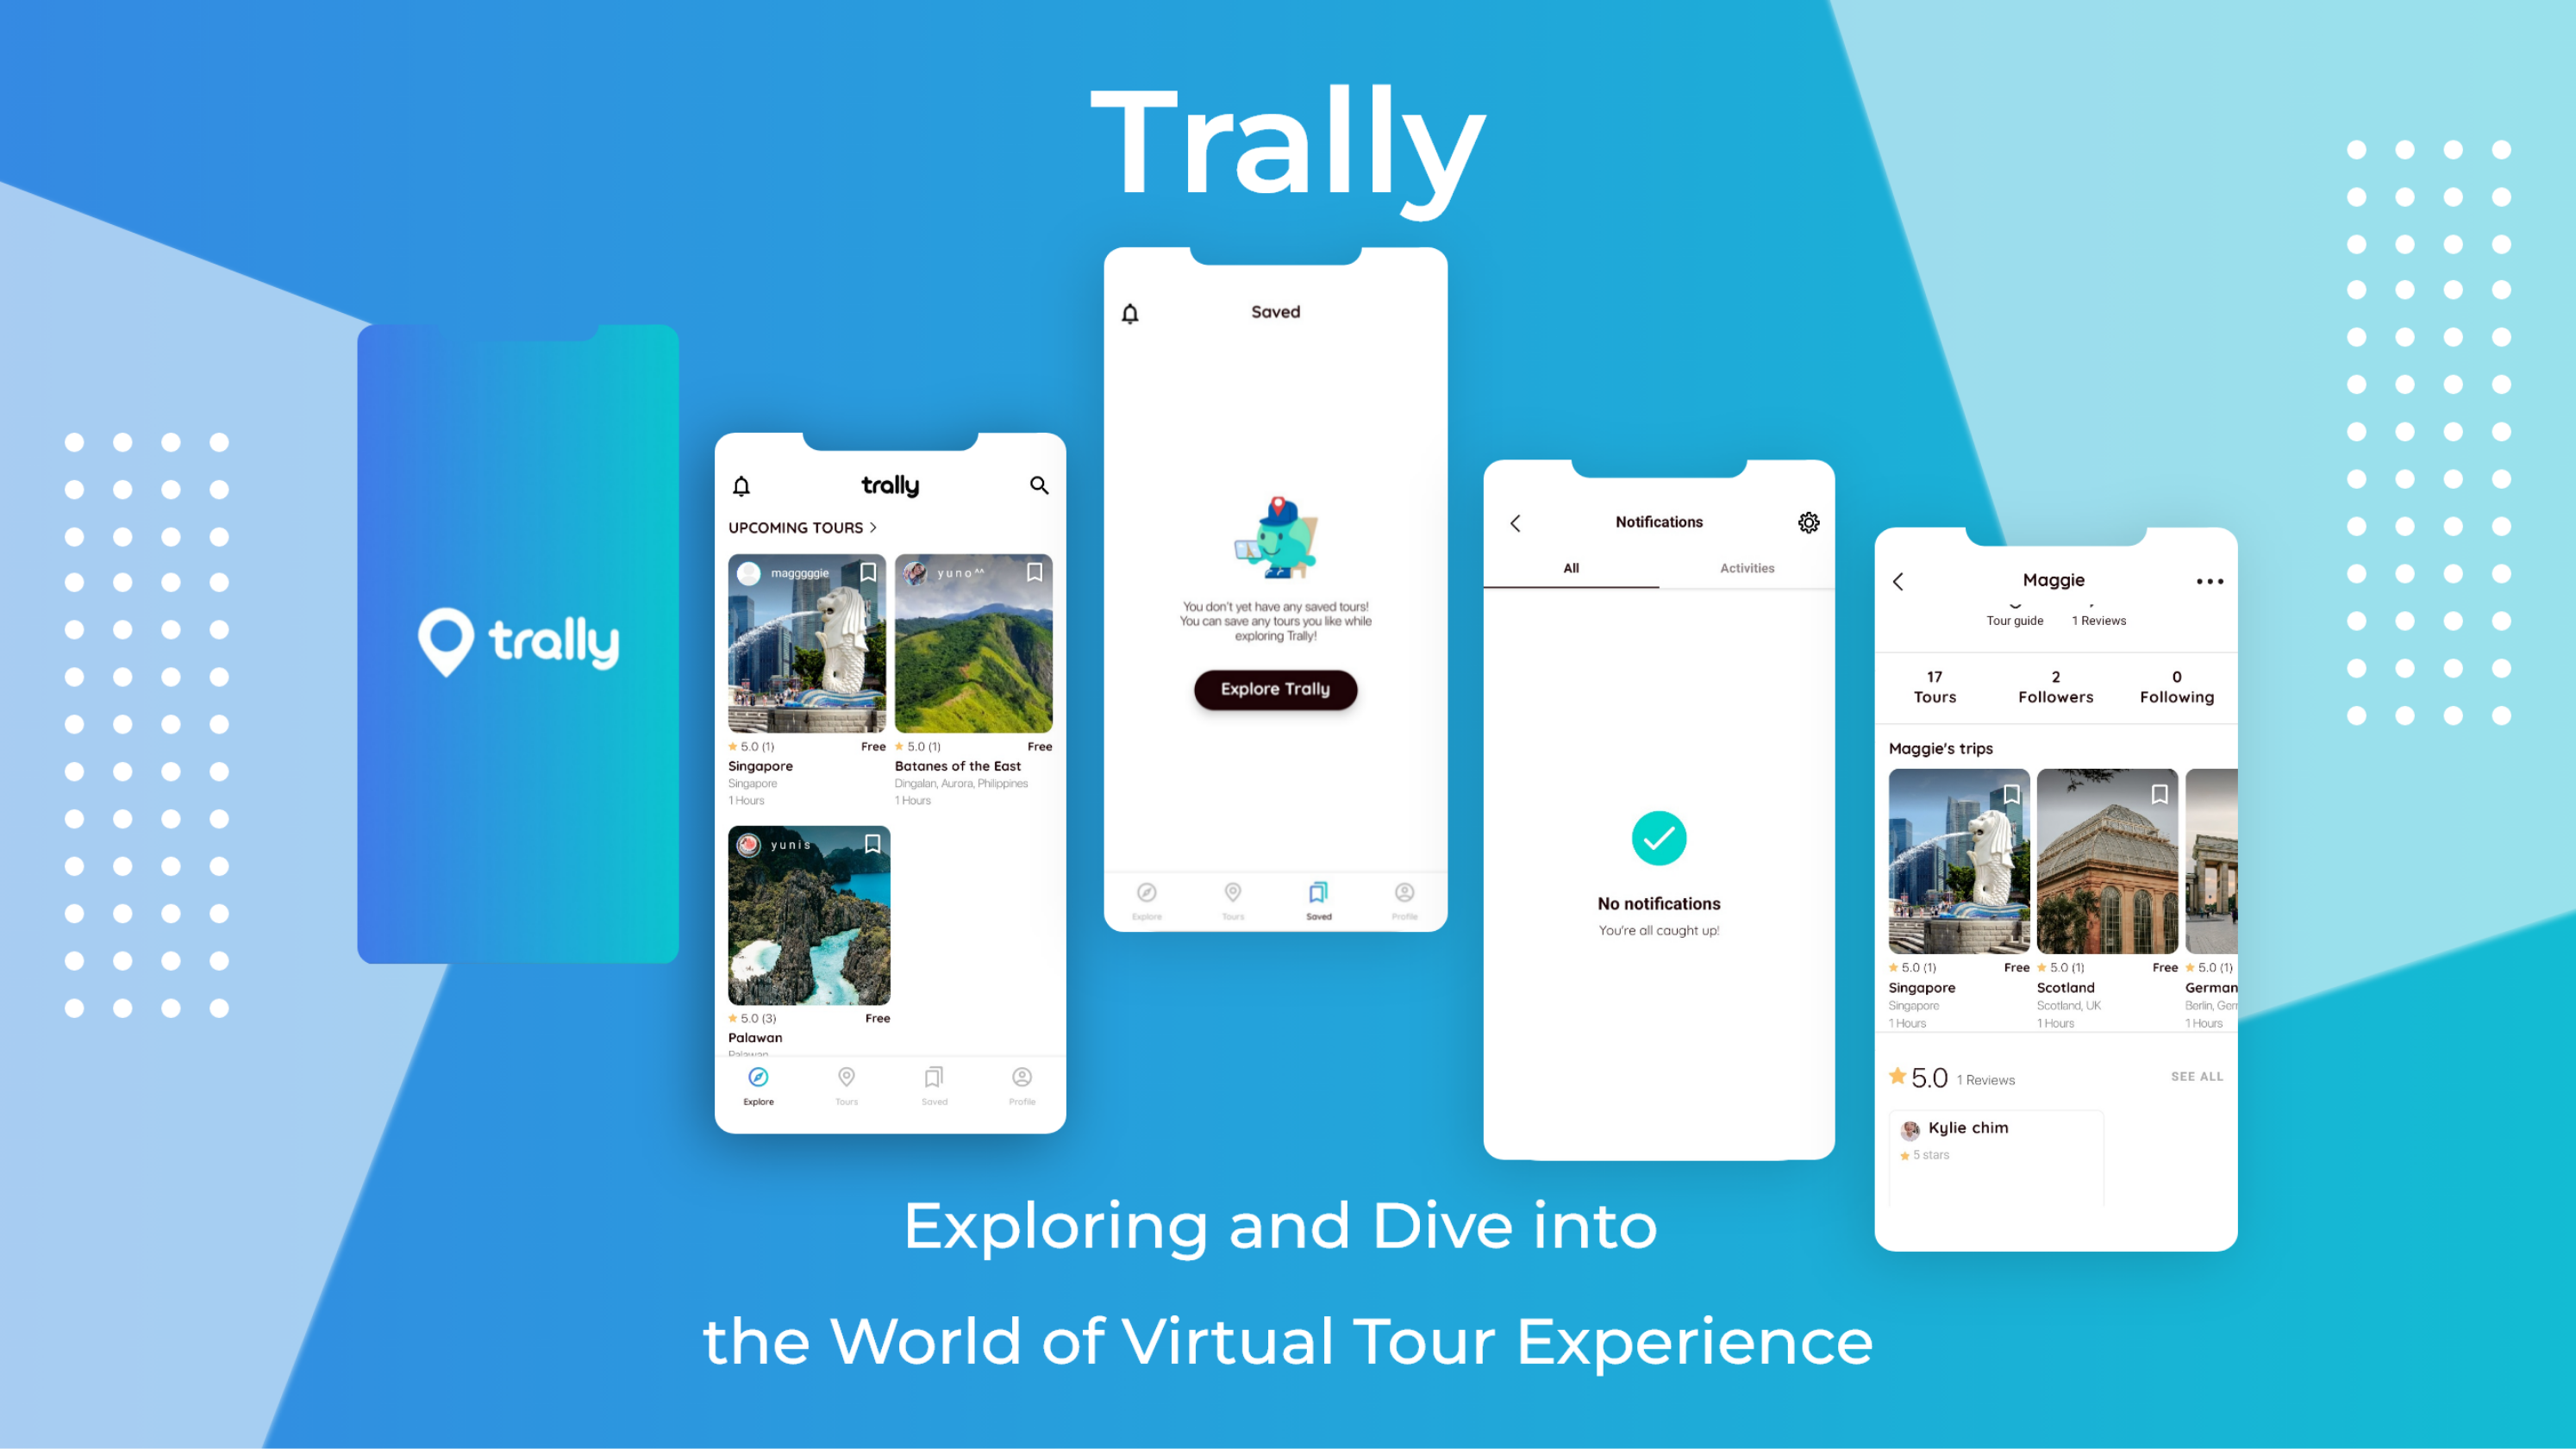 Trally
trally
trally
UPCOMING TOURS >
magggggie
yuno^^
5.0 (1) Free
5.0 (1) Free
Singapore
Batanes of the East
Singapore
Dingalan, Aurora, Philippines
1 Hours
1 Hours
yunis
5.0 (3) Free
Palawan
Palawan
Explore Tours Saved Profile
Saved
You don't yet have any saved tours!
You can save any tours you like while
exploring Trally!
Explore Trally
Explore Tours Saved Profile
Notifications
All Activities
No notifications
You're all caught up!
Maggie
Tour guide 1 Reviews
17 2 0
Tours Followers Following
Maggie's trips
5.0 (1) Free
5.0 (1) Free
5.0 (1)
Singapore Scotland German
Singapore Scotland, UK Berlin, Ger
1 Hours 1 Hours 1 Hours
5.0 1 Reviews SEE ALL
Kylie chim
5 stars
Exploring and Dive into
the World of Virtual Tour Experience